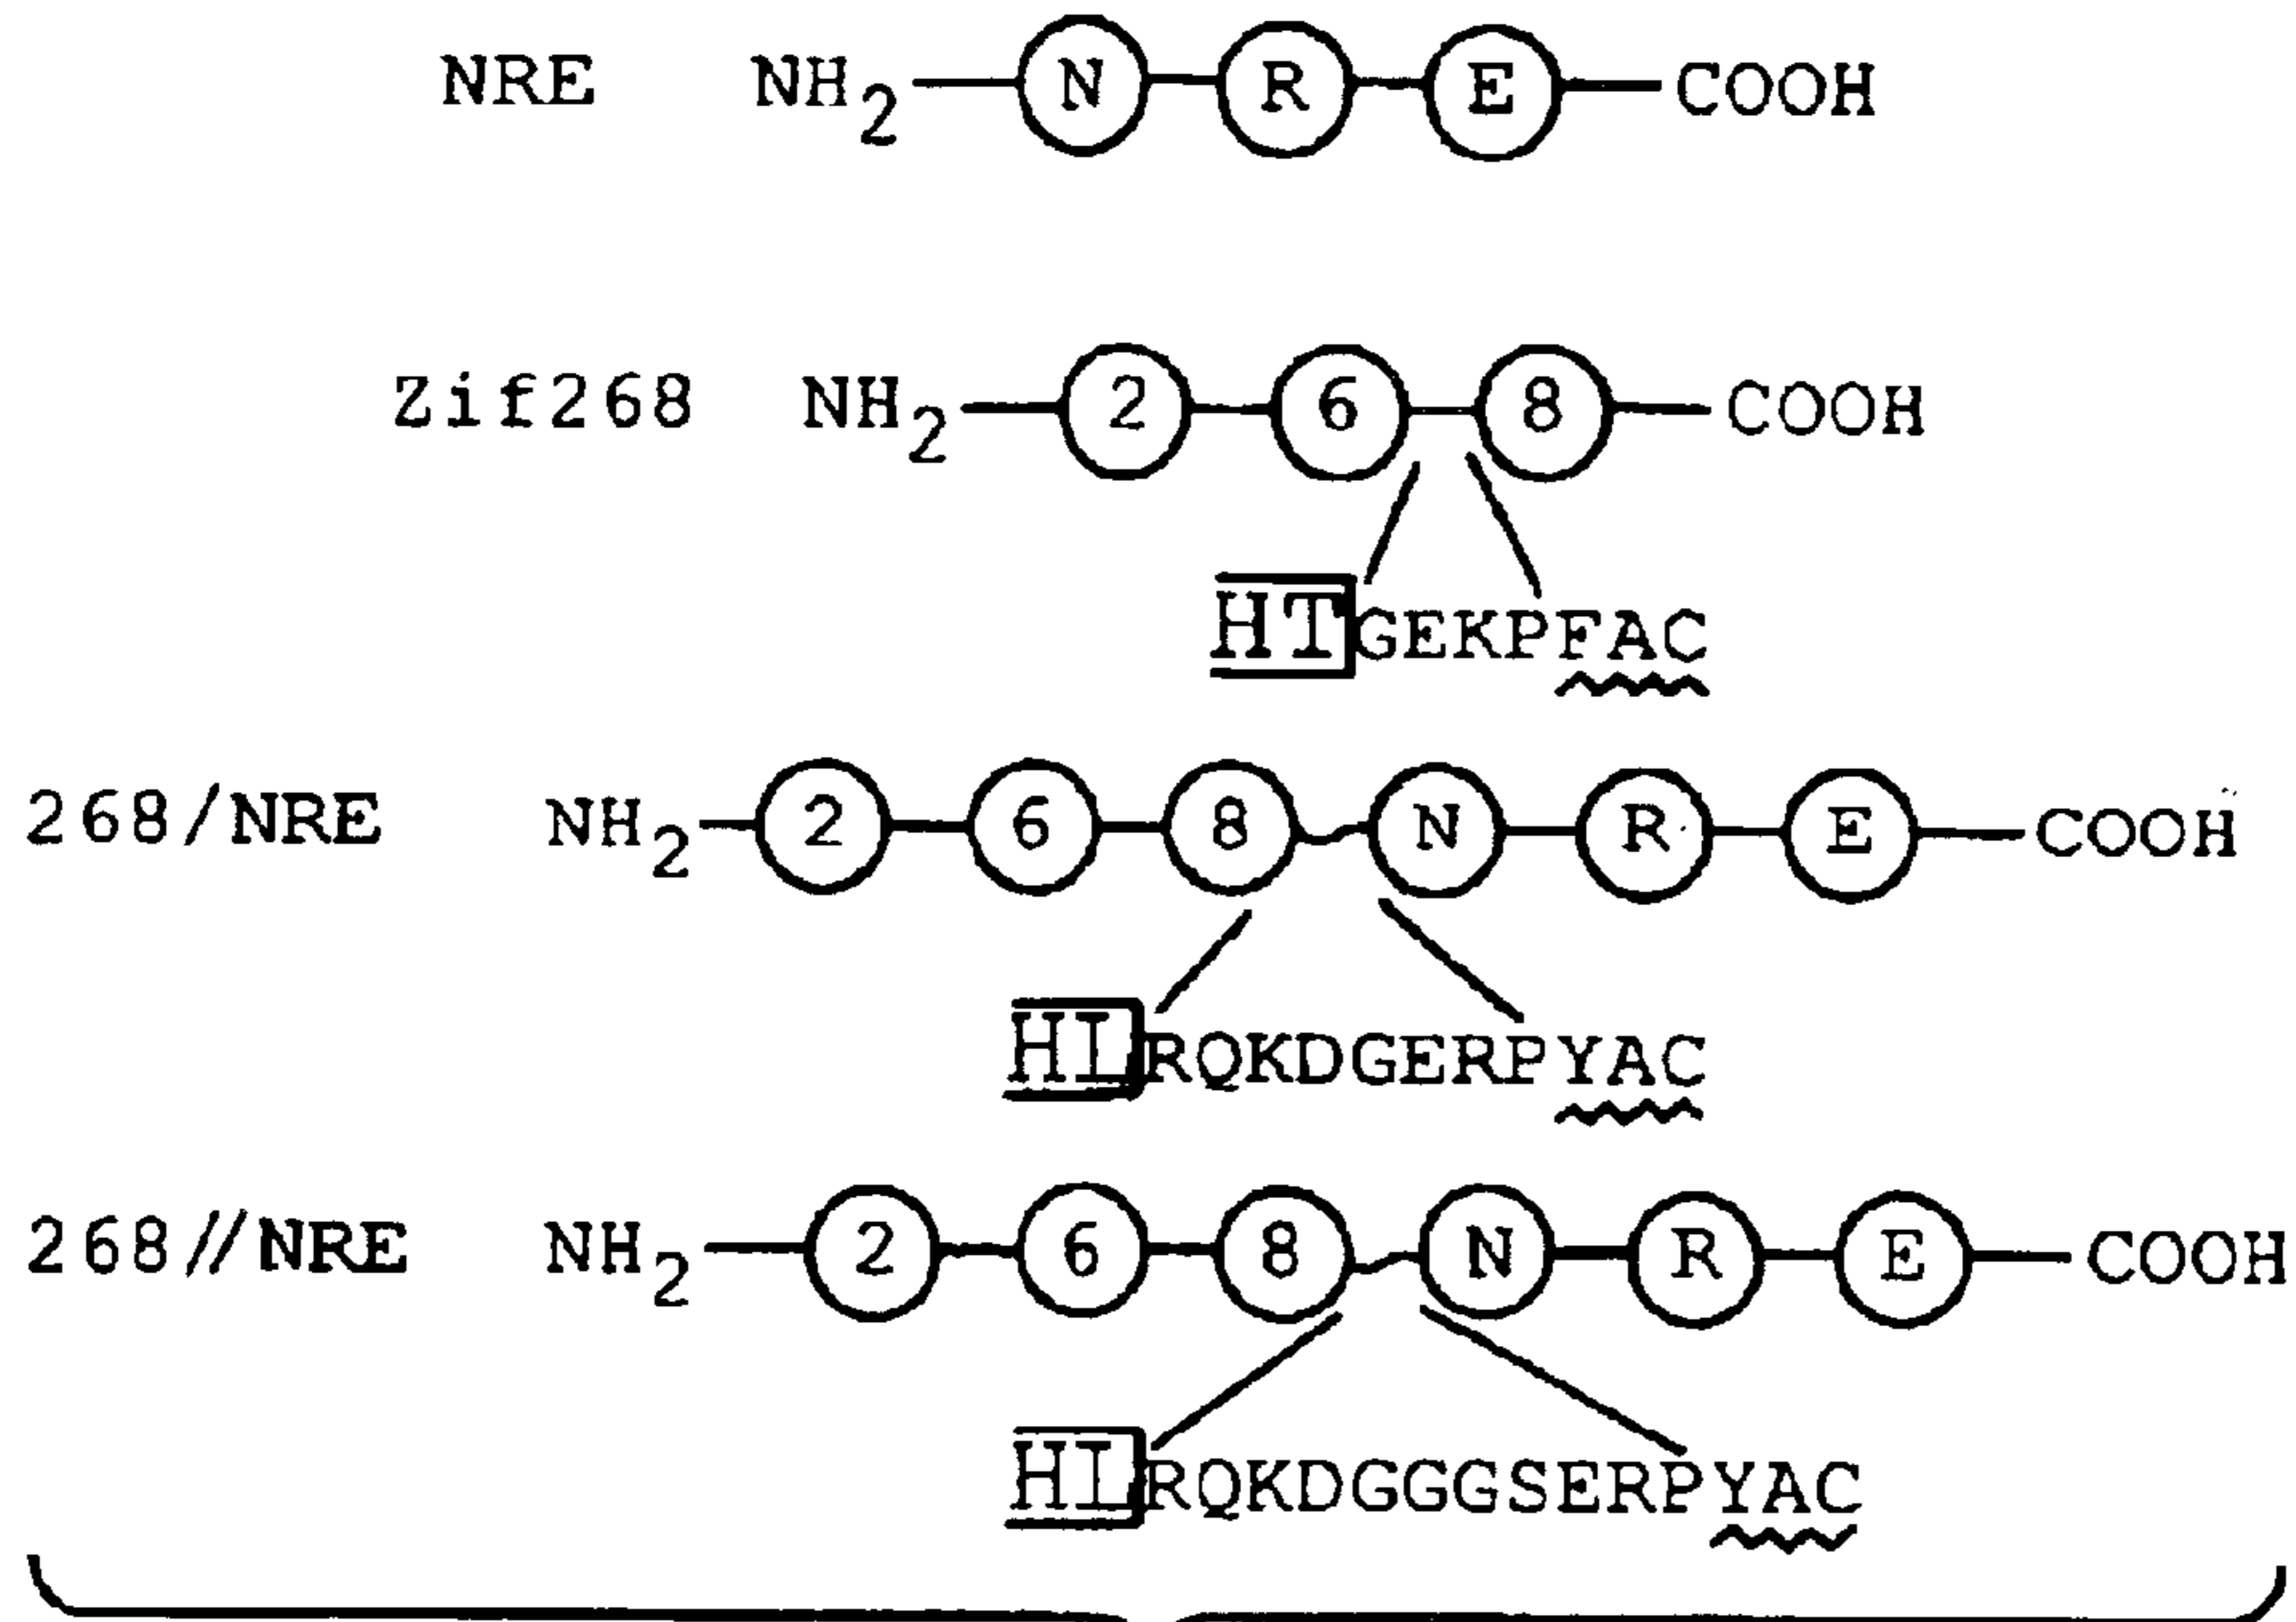 NRE NH2 N R E COOH
Zif268 NH2 2 6 8 COOH
HTGEKPFAC
268/NRE NH2 2 6 8 N R E COOH
HLRQKDGERPYAC
268//NRE NH2 2 6 8 N R E COOH
HLRQKDGGGSERPYAC